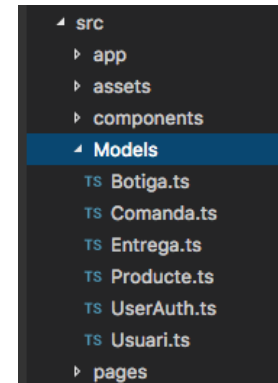 src
app
assets
components
Models
TS Botiga.ts
TS Comanda.ts
TS Entrega.ts
TS Producte.ts
TS UserAuth.ts
TS Usuari.ts
pages